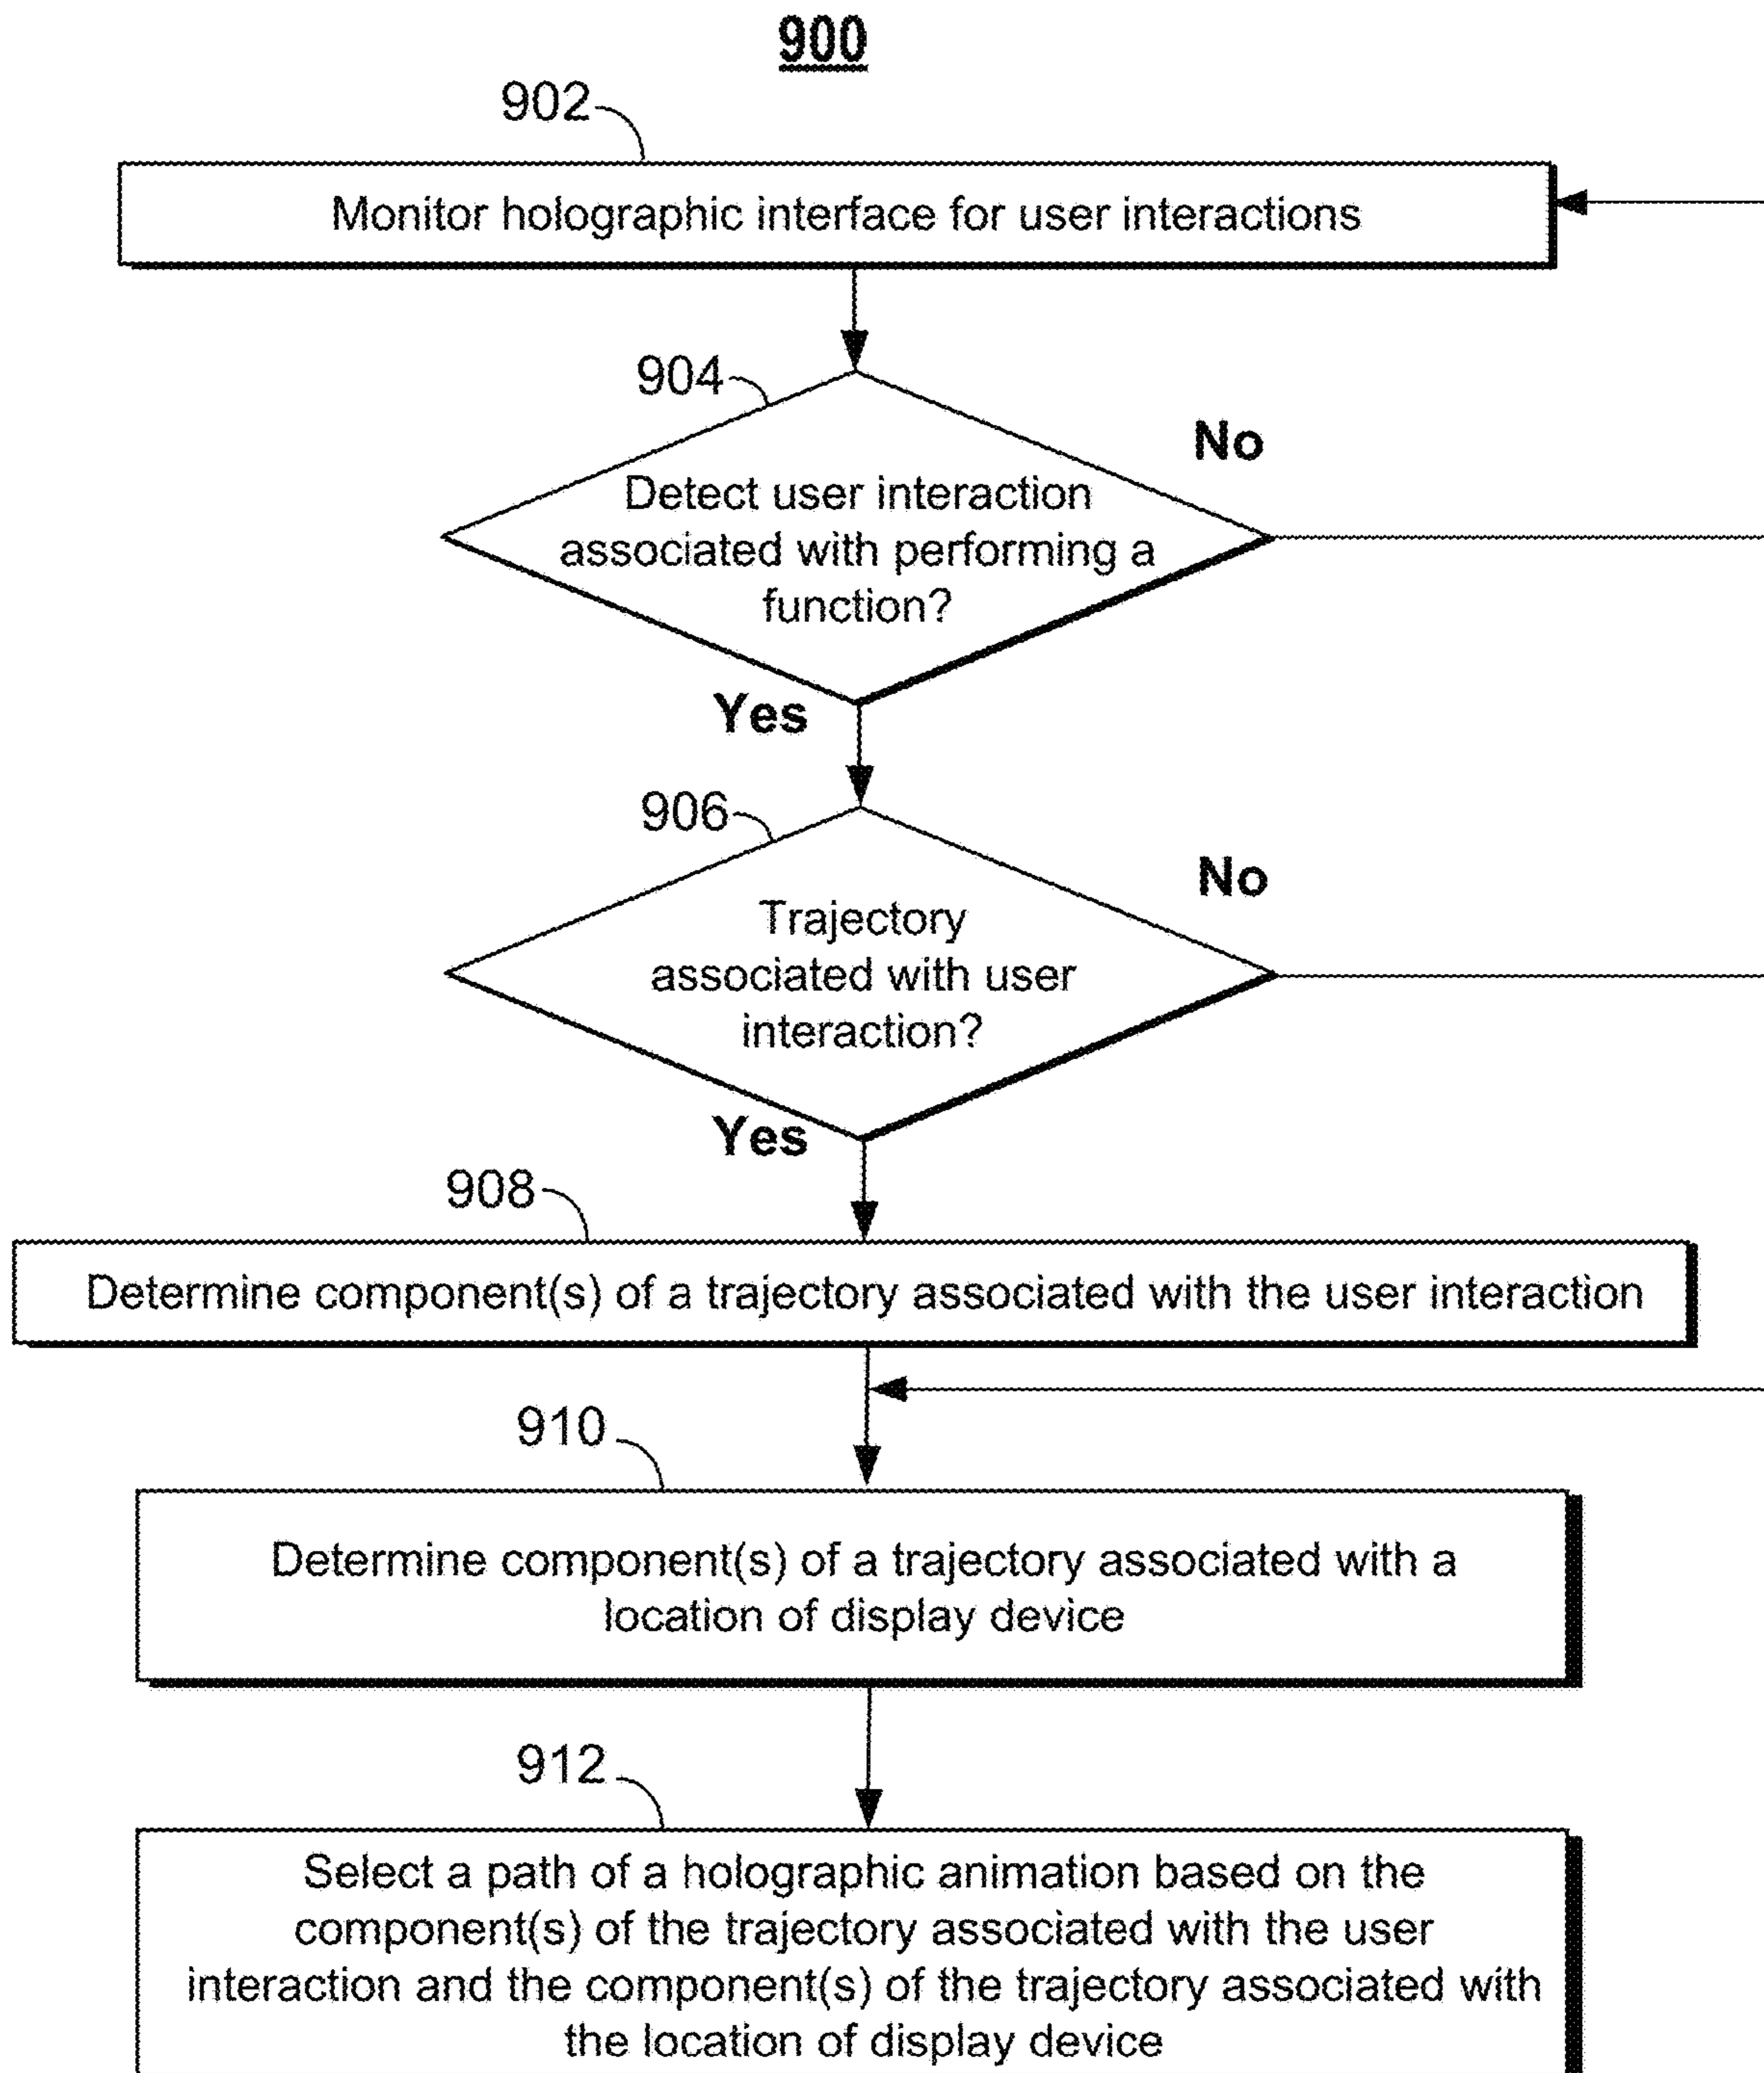 900
902
Monitor holographic interface for user interactions
904
No
Detect user interaction
associated with performing a
function?
Yes
906
No
Trajectory
associated with user
interaction?
Yes
908
Determine component(s) of a trajectory associated with the user interaction
910
Determine component(s) of a trajectory associated with a
location of display device
912
Select a path of a holographic animation based on the
component(s) of the trajectory associated with the user
interaction and the component(s) of the trajectory associated with
the location of display device